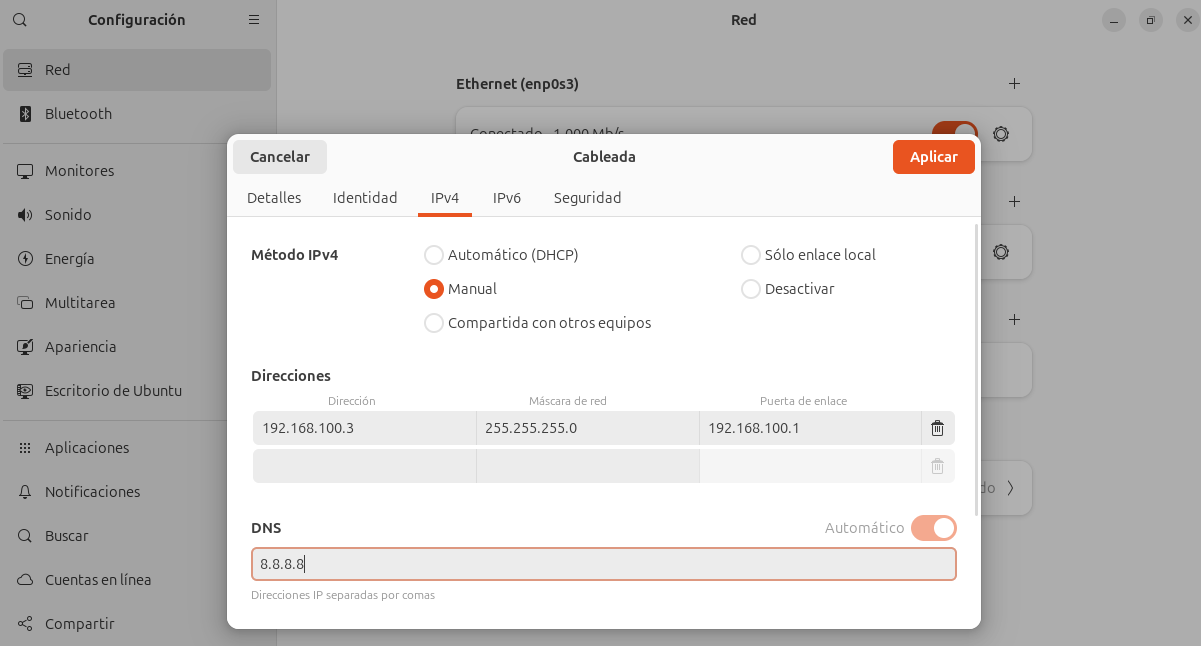 Configuración
Red
Red
Bluetooth
Monitores
Sonido
Energía
Multitarea
Apariencia
Escritorio de Ubuntu
Aplicaciones
Notificaciones
Buscar
Cuentas en línea
Compartir
Ethernet (enp0s3)
Conectado - 1.000 Mb/s
Cancelar
Cableada
Aplicar
Detalles
Identidad
IPv4
IPv6
Seguridad
Método IPv4
Automático (DHCP)
Sólo enlace local
Manual
Desactivar
Compartida con otros equipos
Direcciones
Dirección
Máscara de red
Puerta de enlace
192.168.100.3
255.255.255.0
192.168.100.1
DNS
Automático
8.8.8.8
Direcciones IP separadas por comas